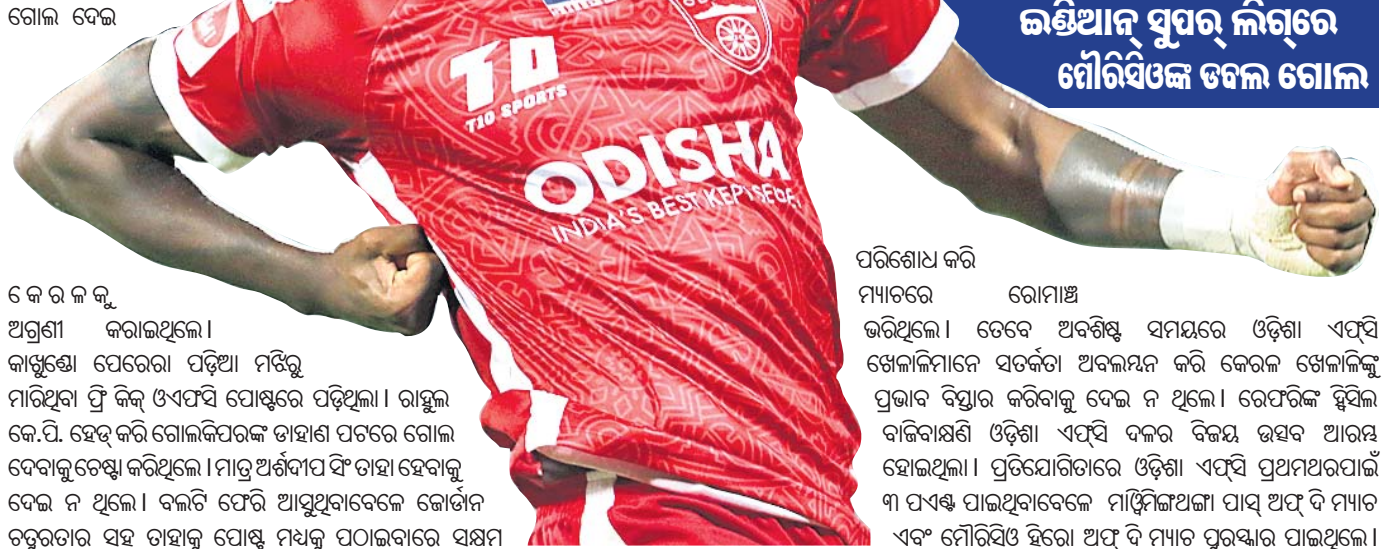 ଗୋଲ ଦେଇ
କେରଳକୁ
ଅଗ୍ରଣୀ କରାଇଥିଲେ।
କାଖୁଣ୍ଡୋ ପେରେରା ପଡ଼ିଆ ମଝିରୁ
ମାରିଥିବା ଫ୍ରି କିକ୍ ଓଏଫସି ପୋଷ୍ଟରେ ପଡ଼ିଥିଲା। ରାହୁଲ
କେ.ପି. ହେଡ୍ କରି ଗୋଲକିପରଙ୍କ ଡାହାଣ ପଟରେ ଗୋଲ
ଦେବାକୁ ଚେଷ୍ଟା କରିଥିଲେ। ମାତ୍ର ଅର୍ଶଦୀପ ସିଂ ତାହା ହେବାକୁ
ଦେଇ ନ ଥିଲେ। ବଲଟି ଫେରି ଆସୁଥିବାବେଳେ ଜୋର୍ଡାନ
ଚତୁରତାର ସହ ତାହାକୁ ପୋଷ୍ଟ ମଧ୍ୟକୁ ପଠାଇବାରେ ସକ୍ଷମ
T10 SPORTS
ODISHA
INDIA'S BEST KEPT SECRE
ଇଣ୍ଡିଆନ୍ ସୁପର୍ ଲିଗ୍‌ରେ
ମୌରିସିଓଙ୍କ ଡବଲ ଗୋଲ
ପରିଶୋଧ କରି
ମ୍ୟାଚରେ ରୋମାଞ୍ଚ
ଭରିଥିଲେ। ତେବେ ଅବଶିଷ୍ଟ ସମୟରେ ଓଡ଼ିଶା ଏଫ୍‌ସି
ଖେଳାଳିମାନେ ସତର୍କତା ଅବଲମ୍ବନ କରି କେରଳ ଖେଳାଳିଙ୍କୁ
ପ୍ରଭାବ ବିସ୍ତାର କରିବାକୁ ଦେଇ ନ ଥିଲେ। ରେଫରିଙ୍କ ହ୍ୱିସିଲ
ବାଜିବାକ୍ଷଣି ଓଡ଼ିଶା ଏଫ୍‌ସି ଦଳର ବିଜୟ ଉତ୍ସବ ଆରମ୍ଭ
ହୋଇଥିଲା। ପ୍ରତିଯୋଗିତାରେ ଓଡ଼ିଶା ଏଫ୍‌ସି ପ୍ରଥମଥରପାଇଁ
୩ ପଏଣ୍ଟ ପାଇଥିବାବେଳେ ପାସ୍ ଅଫ୍ ଦି ମ୍ୟାଚ
ଏବଂ ମୌରିସିଓ ହିରୋ ଅଫ୍ ଦି ମ୍ୟାଚ ପୁରସ୍କାର ପାଇଥିଲେ।